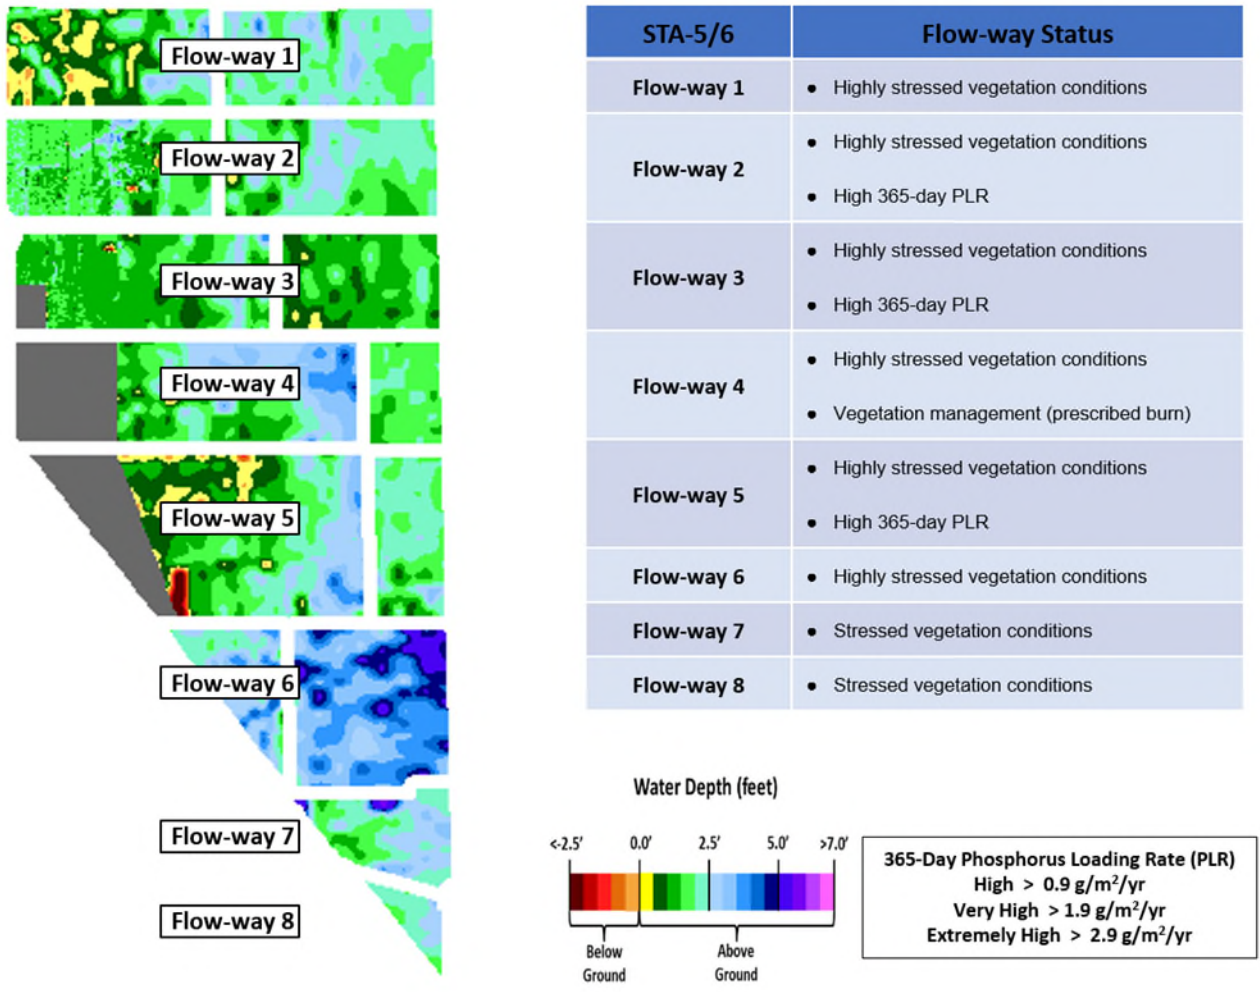 Flow-way 1
Flow-way 2
Flow-way 3
Flow-way 4
Flow-way 5
Flow-way 6
Flow-way 7
Flow-way 8
STA-5/6 Flow-way Status
Flow-way 1 • Highly stressed vegetation conditions
Flow-way 2 • Highly stressed vegetation conditions
• High 365-day PLR
Flow-way 3 • Highly stressed vegetation conditions
• High 365-day PLR
Flow-way 4 • Highly stressed vegetation conditions
• Vegetation management (prescribed burn)
Flow-way 5 • Highly stressed vegetation conditions
• High 365-day PLR
Flow-way 6 • Highly stressed vegetation conditions
Flow-way 7 • Stressed vegetation conditions
Flow-way 8 • Stressed vegetation conditions
Water Depth (feet)
<-2.5' 0.0' 2.5' 5.0' >7.0'
Below Above
Ground Ground
365-Day Phosphorus Loading Rate (PLR)
High > 0.9 g/m²/yr
Very High > 1.9 g/m²/yr
Extremely High > 2.9 g/m²/yr